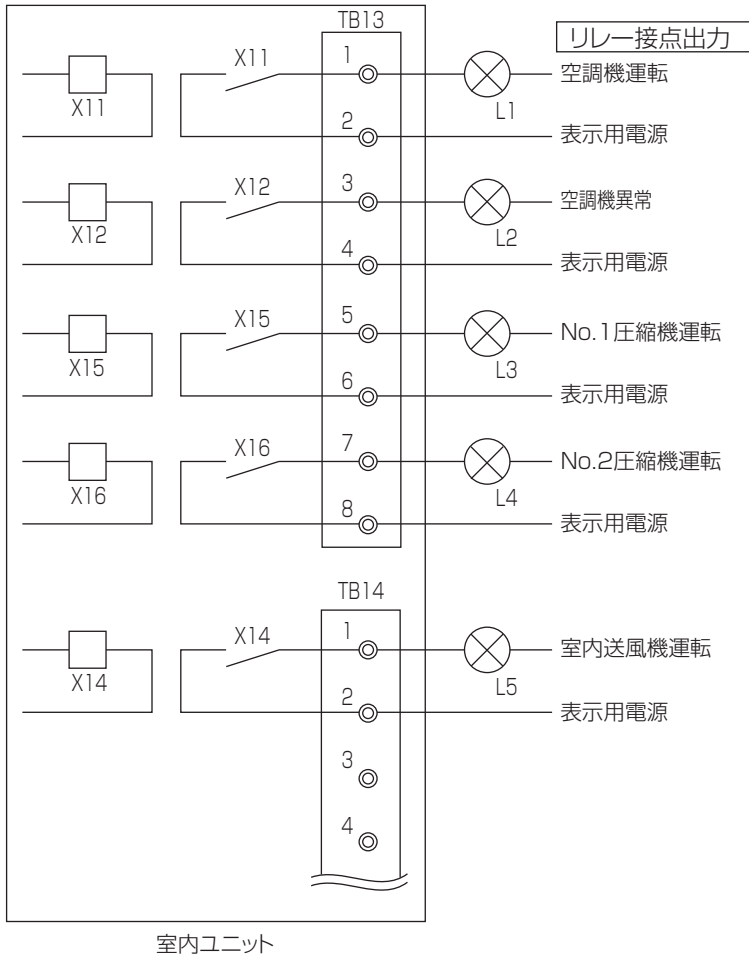 TB13
リレー接点出力
X11
X11
1
L1
空調機運転
2
表示用電源
X12
X12
3
L2
空調機異常
4
表示用電源
X15
X15
5
L3
No.1圧縮機運転
6
表示用電源
X16
X16
7
L4
No.2圧縮機運転
8
表示用電源
TB14
X14
X14
1
L5
室内送風機運転
2
表示用電源
3
4
室内ユニット